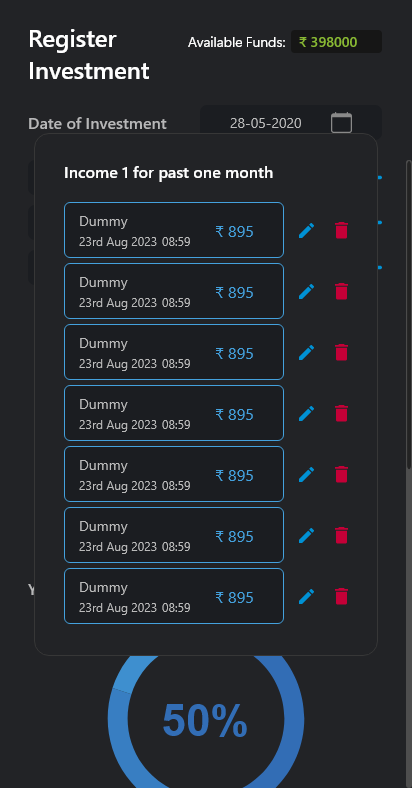 Register
Investment
Available Funds: ₹ 398000
Date of Investment 28-05-2020
Income 1 for past one month
Dummy
23rd Aug 2023 08:59
₹ 895
Dummy
23rd Aug 2023 08:59
₹ 895
Dummy
23rd Aug 2023 08:59
₹ 895
Dummy
23rd Aug 2023 08:59
₹ 895
Dummy
23rd Aug 2023 08:59
₹ 895
Dummy
23rd Aug 2023 08:59
₹ 895
Dummy
23rd Aug 2023 08:59
₹ 895
50%